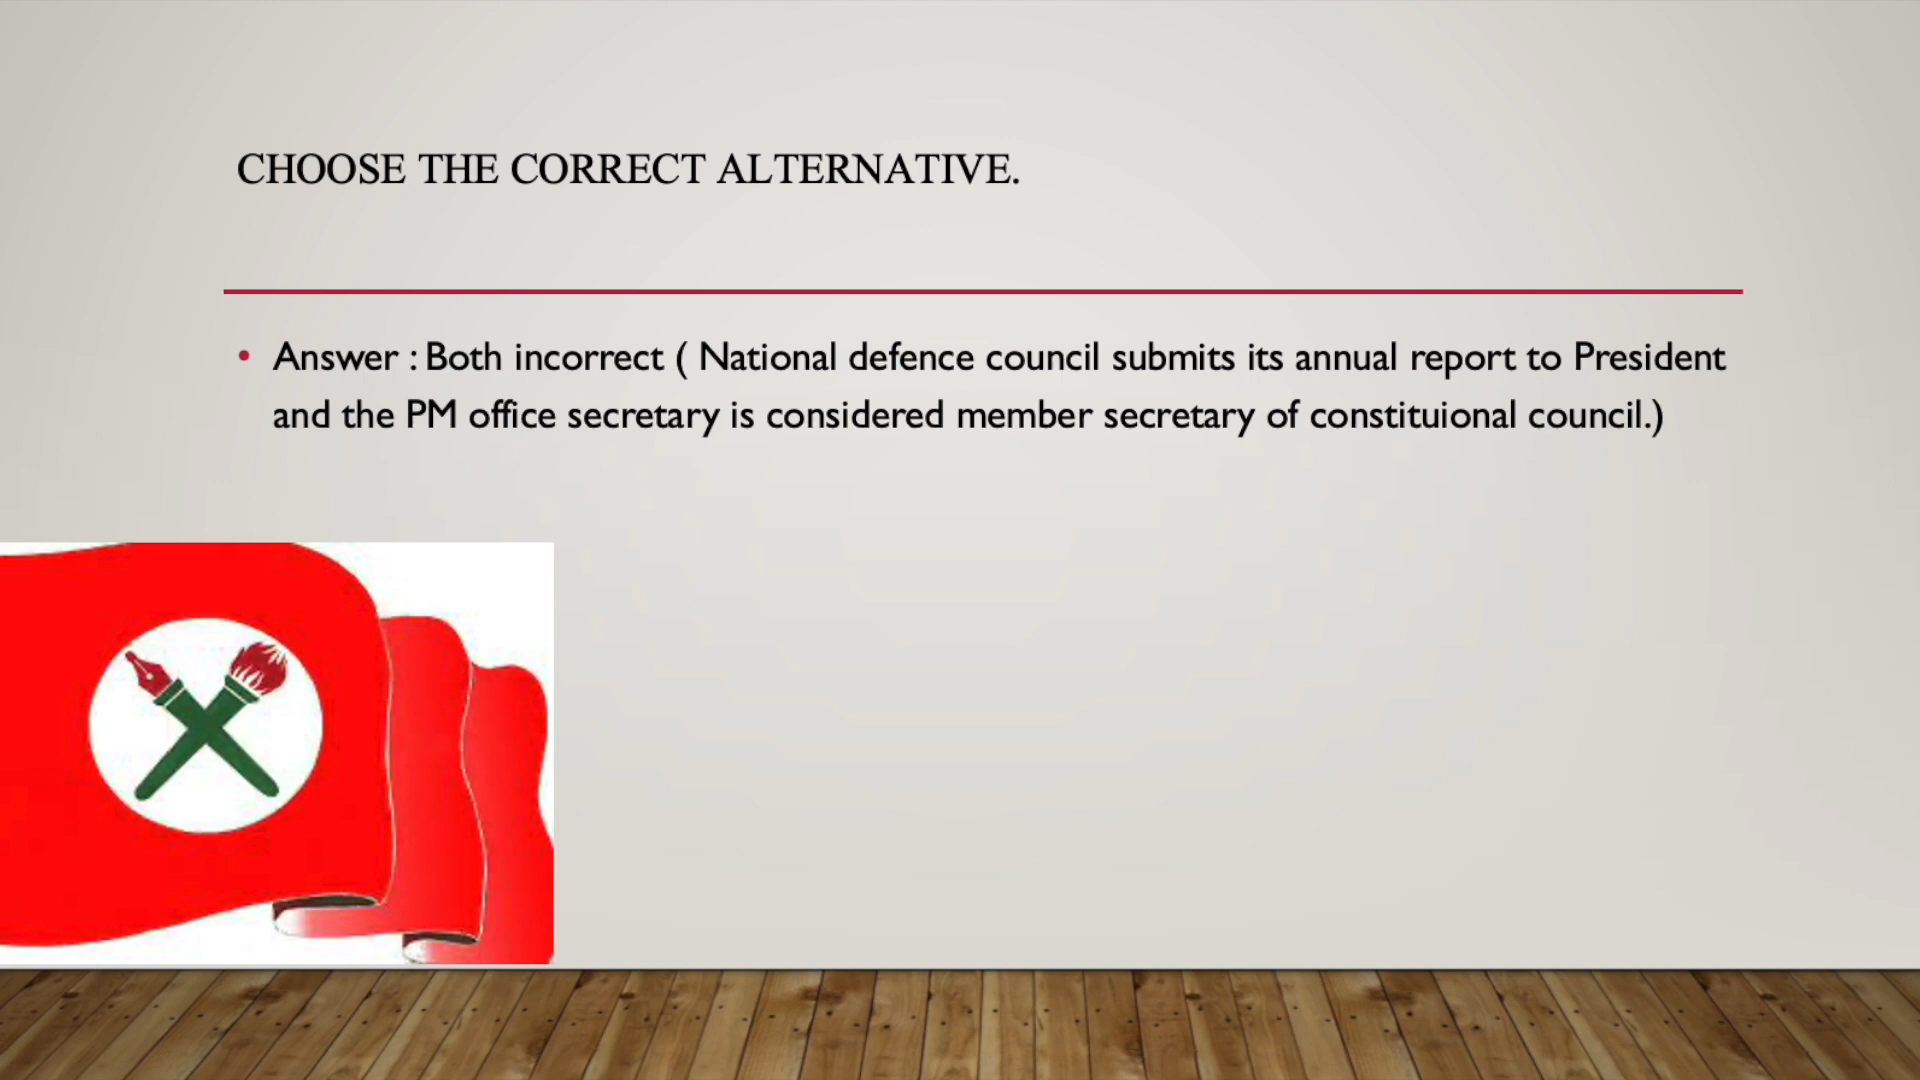 CHOOSE THE CORRECT ALTERNATIVE.
• Answer : Both incorrect ( National defence council submits its annual report to President
and the PM office secretary is considered member secretary of constituional council.)